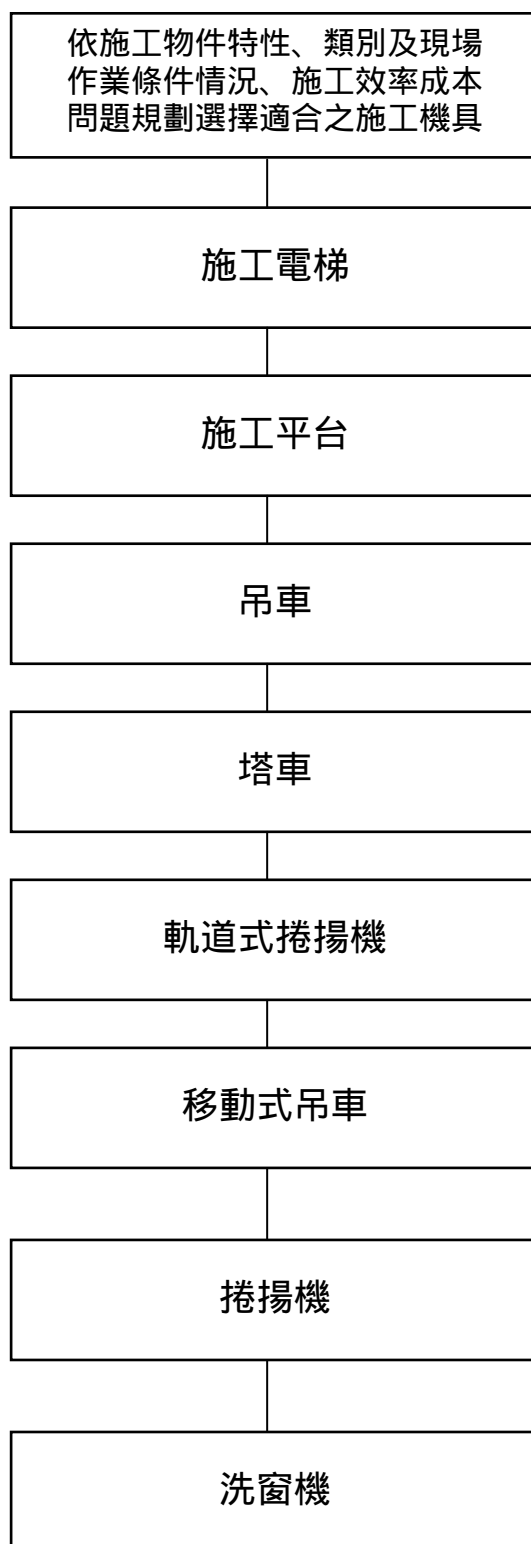 依施工物件特性、類別及現場
作業條件情況、施工效率成本
問題規劃選擇適合之施工機具
施工電梯
施工平台
吊車
塔車
軌道式捲揚機
移動式吊車
捲揚機
洗窗機